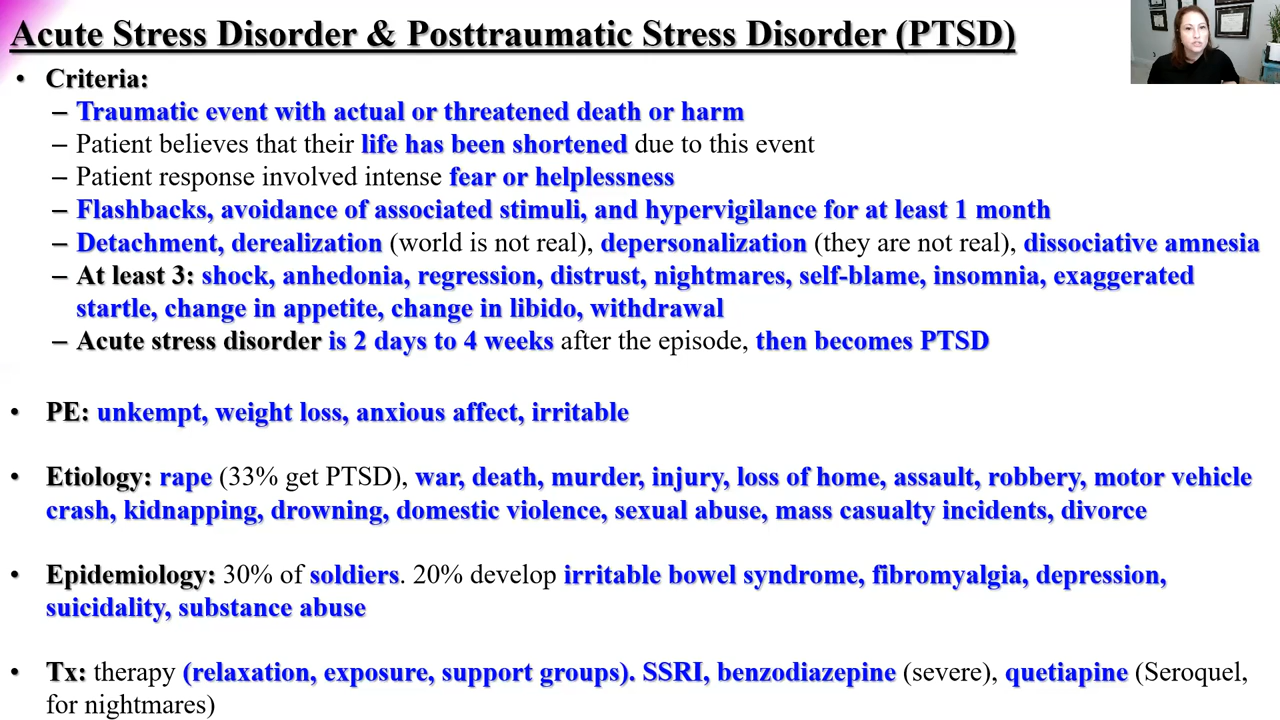 Acute Stress Disorder & Posttraumatic Stress Disorder (PTSD)
• Criteria:
– Traumatic event with actual or threatened death or harm
– Patient believes that their life has been shortened due to this event
– Patient response involved intense fear or helplessness
– Flashbacks, avoidance of associated stimuli, and hypervigilance for at least 1 month
– Detachment, derealization (world is not real), depersonalization (they are not real), dissociative amnesia
– At least 3: shock, anhedonia, regression, distrust, nightmares, self-blame, insomnia, exaggerated
startle, change in appetite, change in libido, withdrawal
– Acute stress disorder is 2 days to 4 weeks after the episode, then becomes PTSD
• PE: unkempt, weight loss, anxious affect, irritable
• Etiology: rape (33% get PTSD), war, death, murder, injury, loss of home, assault, robbery, motor vehicle
crash, kidnapping, drowning, domestic violence, sexual abuse, mass casualty incidents, divorce
• Epidemiology: 30% of soldiers. 20% develop irritable bowel syndrome, fibromyalgia, depression,
suicidality, substance abuse
• Tx: therapy (relaxation, exposure, support groups). SSRI, benzodiazepine (severe), quetiapine (Seroquel,
for nightmares)